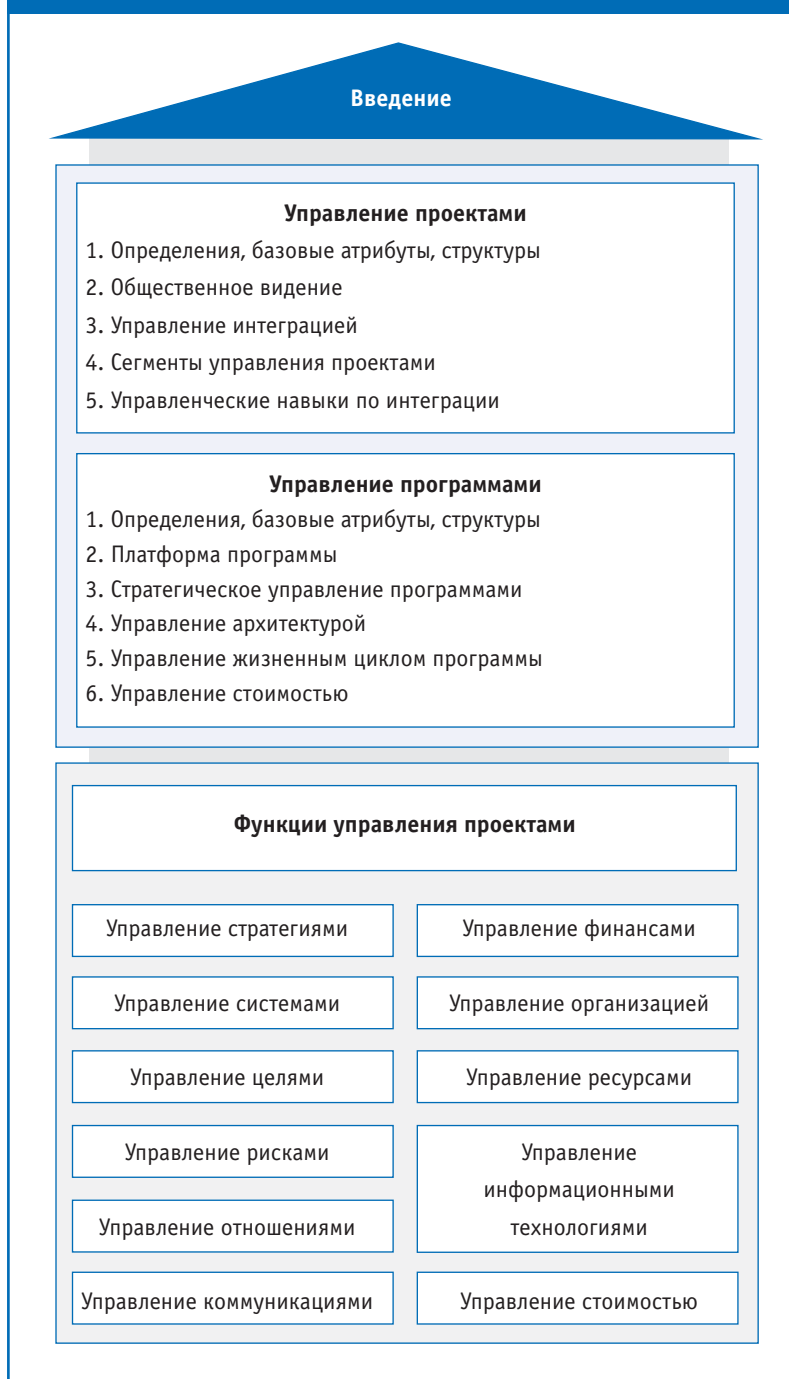 Введение
Управление проектами
1. Определения, базовые атрибуты, структуры
2. Общественное видение
3. Управление интеграцией
4. Сегменты управления проектами
5. Управленческие навыки по интеграции
Управление программами
1. Определения, базовые атрибуты, структуры
2. Платформа программы
3. Стратегическое управление программами
4. Управление архитектурой
5. Управление жизненным циклом программы
6. Управление стоимостью
Функции управления проектами
Управление стратегиями
Управление финансами
Управление системами
Управление организацией
Управление целями
Управление ресурсами
Управление рисками
Управление
информационными
технологиями
Управление отношениями
Управление коммуникациями
Управление стоимостью